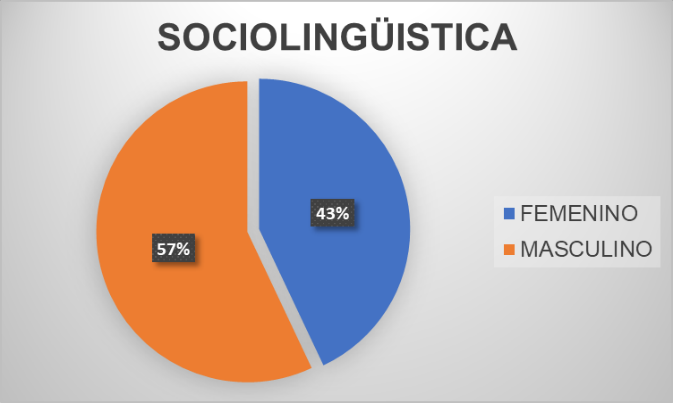 SOCIOLINGÜISTICA
43%
57%
FEMENINO
MASCULINO